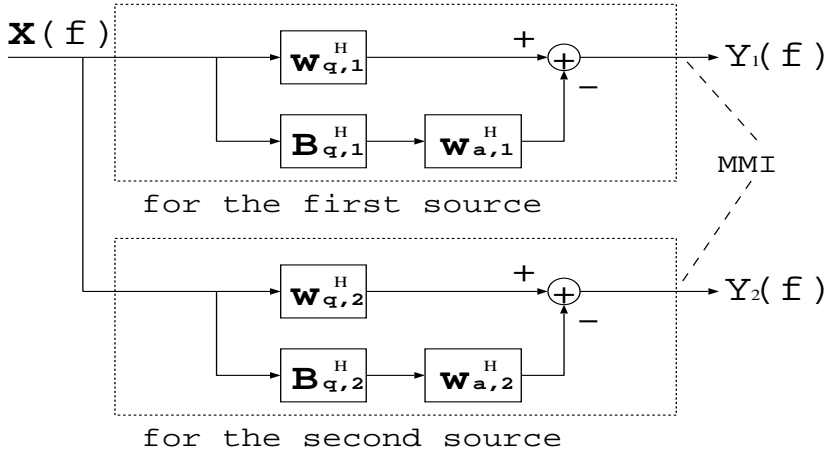 X(f)
w_q,1^H
+
+
Y₁(f)
−
B_q,1^H
w_a,1^H
MMI
for the first source
w_q,2^H
+
+
Y₂(f)
−
B_q,2^H
w_a,2^H
for the second source